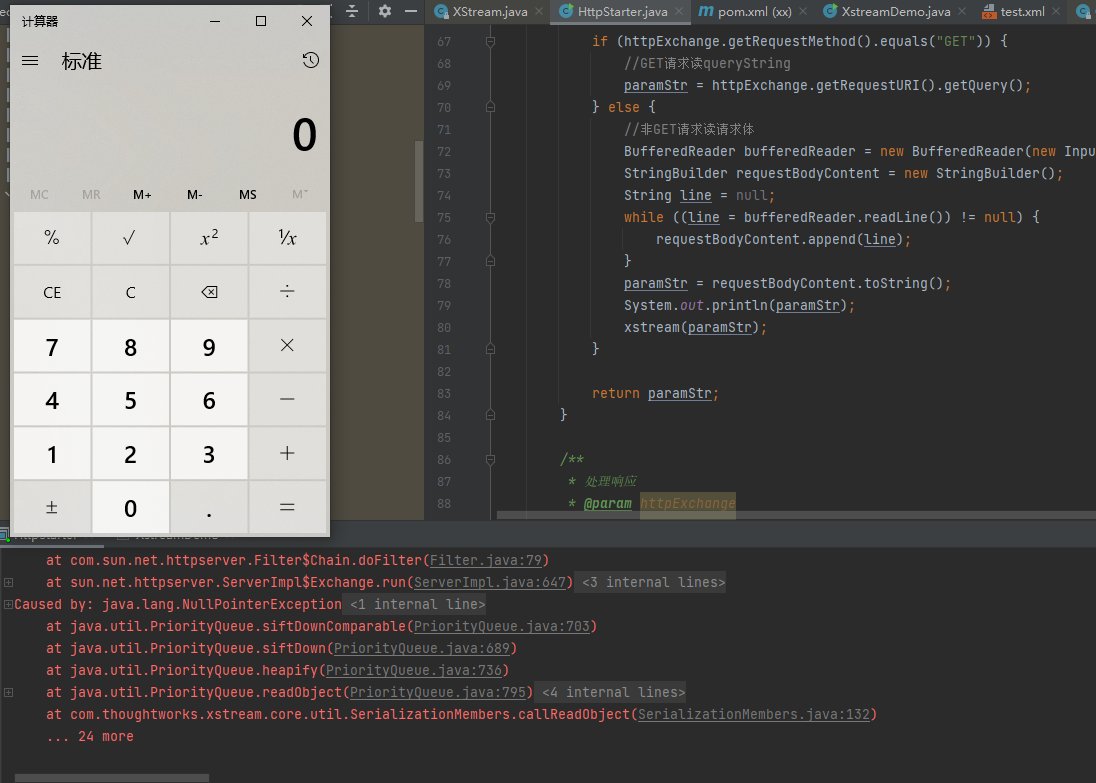 计算器
标准
0
MC MR M+ M- MS M˅
% √ x² ¹/x
CE C ⌫ ÷
7 8 9 ×
4 5 6 −
1 2 3 +
± 0 . =
XStream.java HttpStarter.java pom.xml (xx) XstreamDemo.java test.xml
67 if (httpExchange.getRequestMethod().equals("GET")) {
68 //GET请求读queryString
69 paramStr = httpExchange.getRequestURI().getQuery();
70 } else {
71 //非GET请求读请求体
72 BufferedReader bufferedReader = new BufferedReader(new Inpu
73 StringBuilder requestBodyContent = new StringBuilder();
74 String line = null;
75 while ((line = bufferedReader.readLine()) != null) {
76 requestBodyContent.append(line);
77 }
78 paramStr = requestBodyContent.toString();
79 System.out.println(paramStr);
80 xstream(paramStr);
81 }
82
83 return paramStr;
84 }
85
86 /**
87 * 处理响应
88 * @param httpExchange
at com.sun.net.httpserver.Filter$Chain.doFilter(Filter.java:79)
at sun.net.httpserver.ServerImpl$Exchange.run(ServerImpl.java:647) <3 internal lines>
Caused by: java.lang.NullPointerException <1 internal line>
at java.util.PriorityQueue.siftDownComparable(PriorityQueue.java:703)
at java.util.PriorityQueue.siftDown(PriorityQueue.java:689)
at java.util.PriorityQueue.heapify(PriorityQueue.java:736)
at java.util.PriorityQueue.readObject(PriorityQueue.java:795) <4 internal lines>
at com.thoughtworks.xstream.core.util.SerializationMembers.callReadObject(SerializationMembers.java:132)
... 24 more